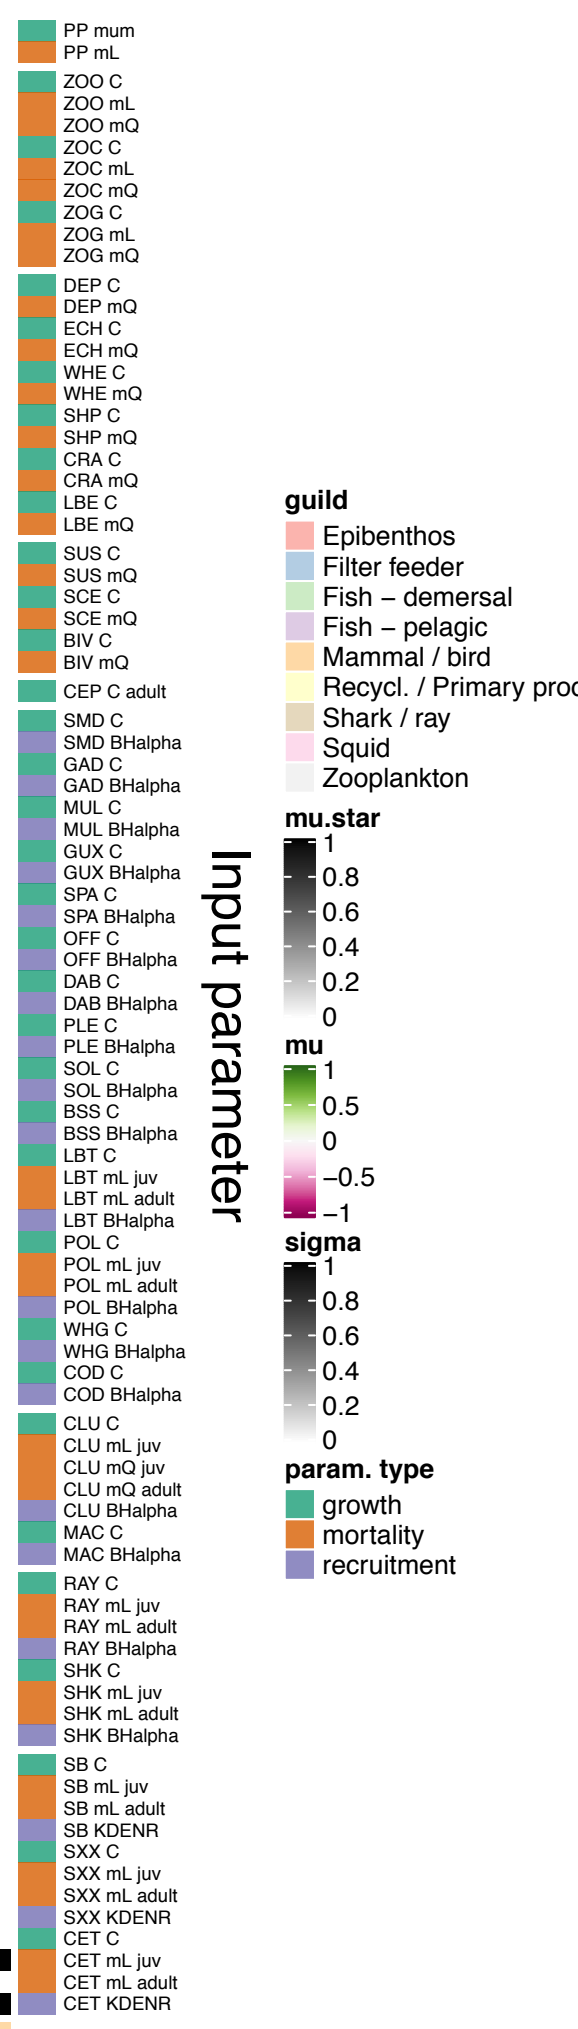 PP mum
PP mL
ZOO C
ZOO mL
ZOO mQ
ZOC C
ZOC mL
ZOC mQ
ZOG C
ZOG mL
ZOG mQ
DEP C
DEP mQ
ECH C
ECH mQ
WHE C
WHE mQ
SHP C
SHP mQ
CRA C
CRA mQ
LBE C
LBE mQ
SUS C
SUS mQ
SCE C
SCE mQ
BIV C
BIV mQ
CEP C adult
SMD C
SMD BHalpha
GAD C
GAD BHalpha
MUL C
MUL BHalpha
GUX C
GUX BHalpha
SPA C
SPA BHalpha
OFF C
OFF BHalpha
DAB C
DAB BHalpha
PLE C
PLE BHalpha
SOL C
SOL BHalpha
BSS C
BSS BHalpha
LBT C
LBT mL juv
LBT mL adult
LBT BHalpha
POL C
POL mL juv
POL mL adult
POL BHalpha
WHG C
WHG BHalpha
COD C
COD BHalpha
CLU C
CLU mL juv
CLU mQ juv
CLU mQ adult
CLU BHalpha
MAC C
MAC BHalpha
RAY C
RAY mL juv
RAY mL adult
RAY BHalpha
SHK C
SHK mL juv
SHK mL adult
SHK BHalpha
SB C
SB mL juv
SB mL adult
SB KDENR
SXX C
SXX mL juv
SXX mL adult
SXX KDENR
CET C
CET mL juv
CET mL adult
CET KDENR
Input parameter
guild
Epibenthos
Filter feeder
Fish − demersal
Fish − pelagic
Mammal / bird
Recycl. / Primary proc
Shark / ray
Squid
Zooplankton
mu.star
1
0.8
0.6
0.4
0.2
0
mu
1
0.5
0
−0.5
−1
sigma
1
0.8
0.6
0.4
0.2
0
param. type
growth
mortality
recruitment